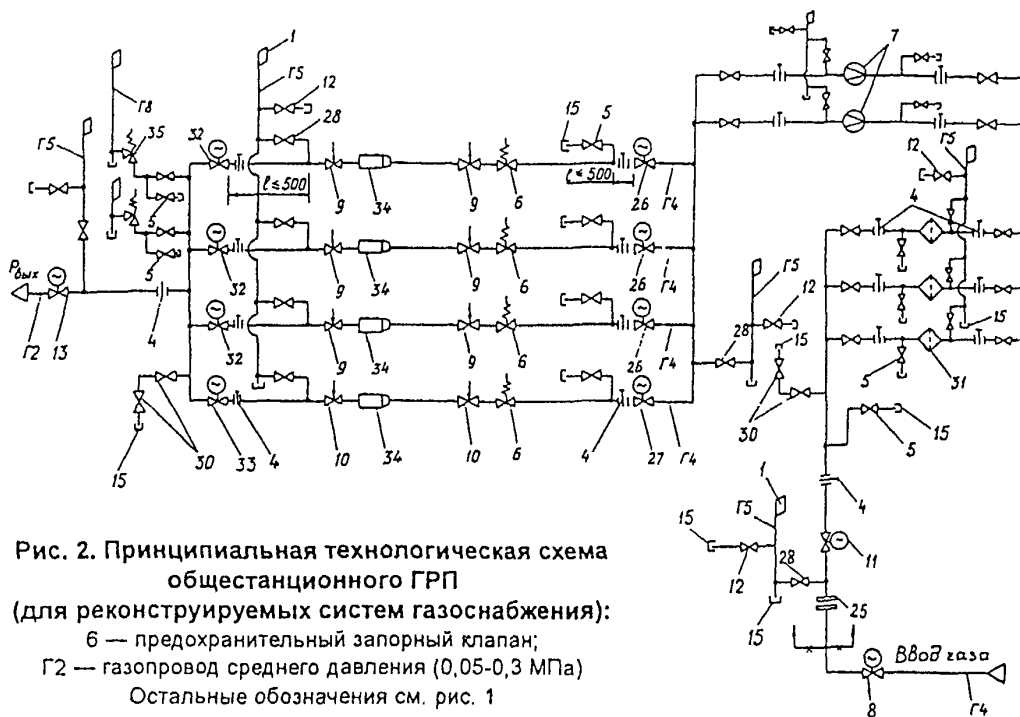 1
Г5
12
28
15
5
32
Г8
35
Г5
ℓ≤500
9
34
9
6
ℓ≤500
26
Г4
7
12
Г5
4
5
5
Pвых
Г2
13
4
32
9
34
9
6
26
Г4
32
9
34
9
6
26
Г4
Г5
12
28
15
30
15
5
31
15
30
33
4
10
34
10
6
4
27
Г4
5
15
4
1
Г5
15
12
28
11
15
25
Ввод газа
8
Г4
Рис. 2. Принципиальная технологическая схема
общестанционного ГРП
(для реконструируемых систем газоснабжения):
6 — предохранительный запорный клапан;
Г2 — газопровод среднего давления (0,05-0,3 МПа)
Остальные обозначения см. рис. 1